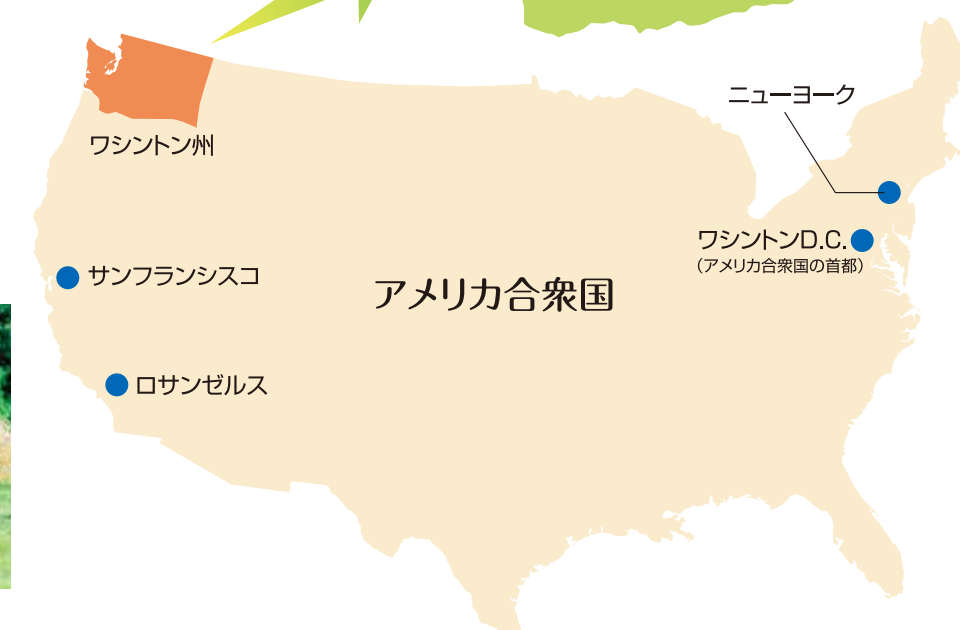 ニューヨーク
ワシントン州
ワシントンD.C.
（アメリカ合衆国の首都）
サンフランシスコ
アメリカ合衆国
ロサンゼルス